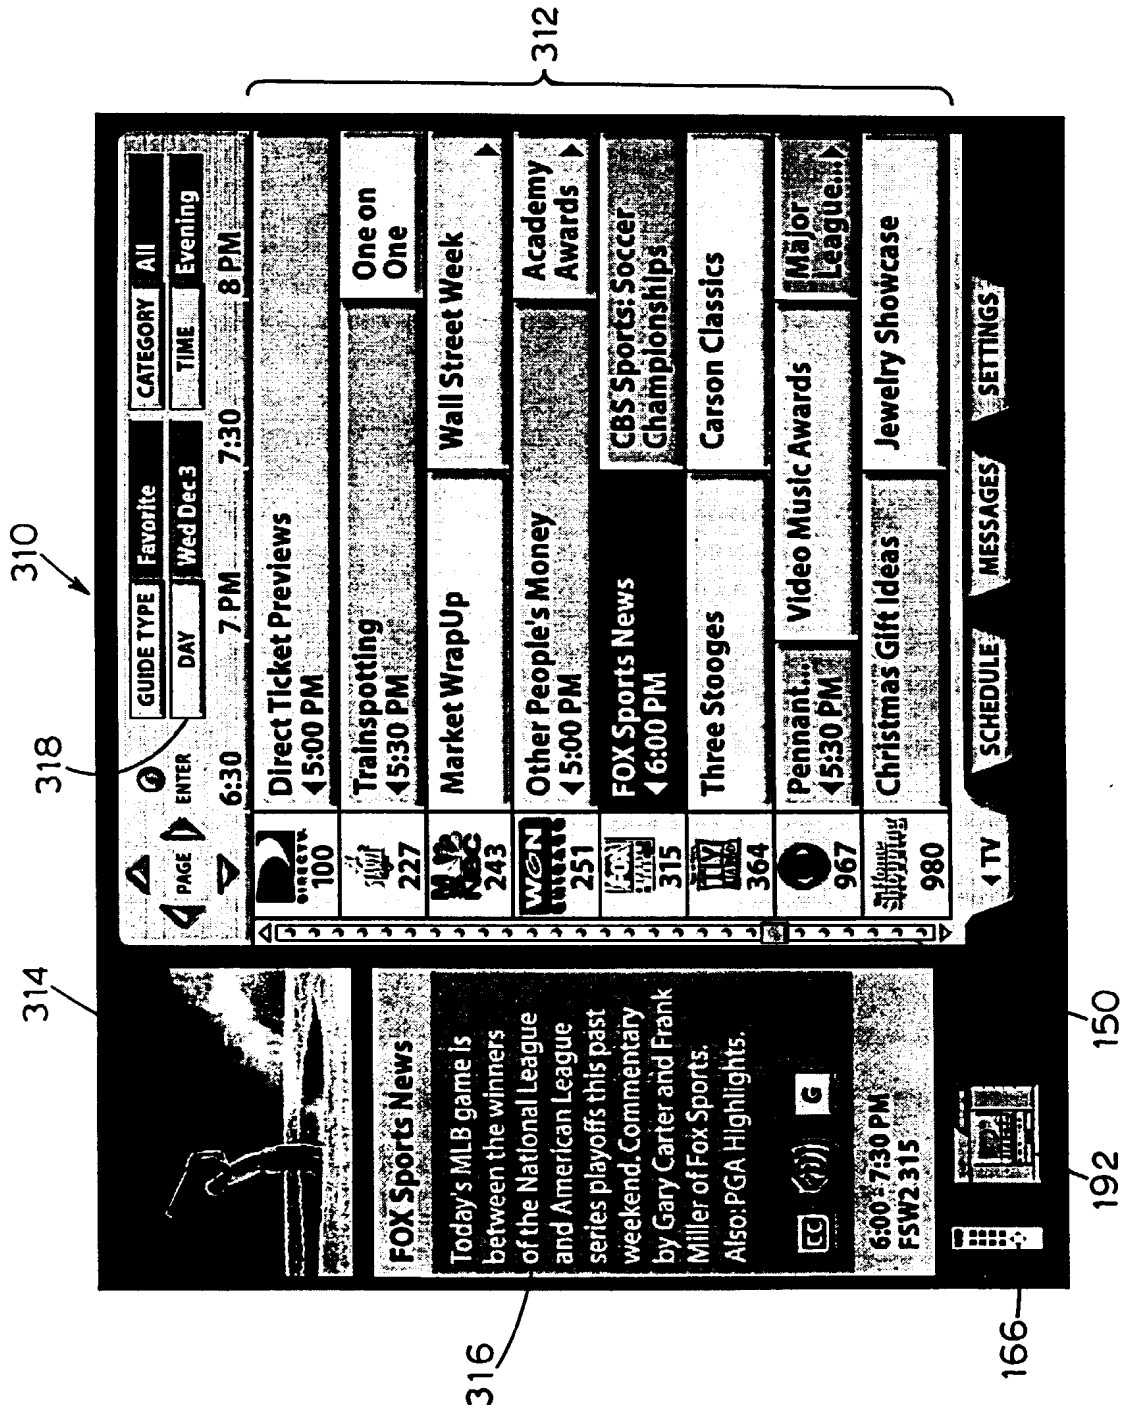 310
314
318
312
PAGE
ENTER
GUIDE TYPE Favorite CATEGORY All
DAY Wed Dec.3 TIME Evening
6:30 7 PM 7:30 8 PM
DIRECTV
100
Direct Ticket Previews
5:00 PM
227
Trainspotting
5:30 PM
One on
One
243
Market WrapUp
Wall Street Week
WGN
251
Other People's Money
5:00 PM
Academy
Awards
315
FOX Sports News
6:00 PM
CBS Sports: Soccer
Championships
364
Three Stooges
Carson Classics
967
Pennant...
5:30 PM
Video Music Awards
Major
League...
980
Christmas Gift Ideas
Jewelry Showcase
TV
SCHEDULE
MESSAGES
SETTINGS
FOX Sports News
Today's MLB game is
between the winners
of the National League
and American League
series playoffs this past
weekend. Commentary
by Gary Carter and Frank
Miller of Fox Sports.
Also: PGA Highlights.
CC
G
6:00 - 7:30 PM
FSW2 315
316
166
192
150